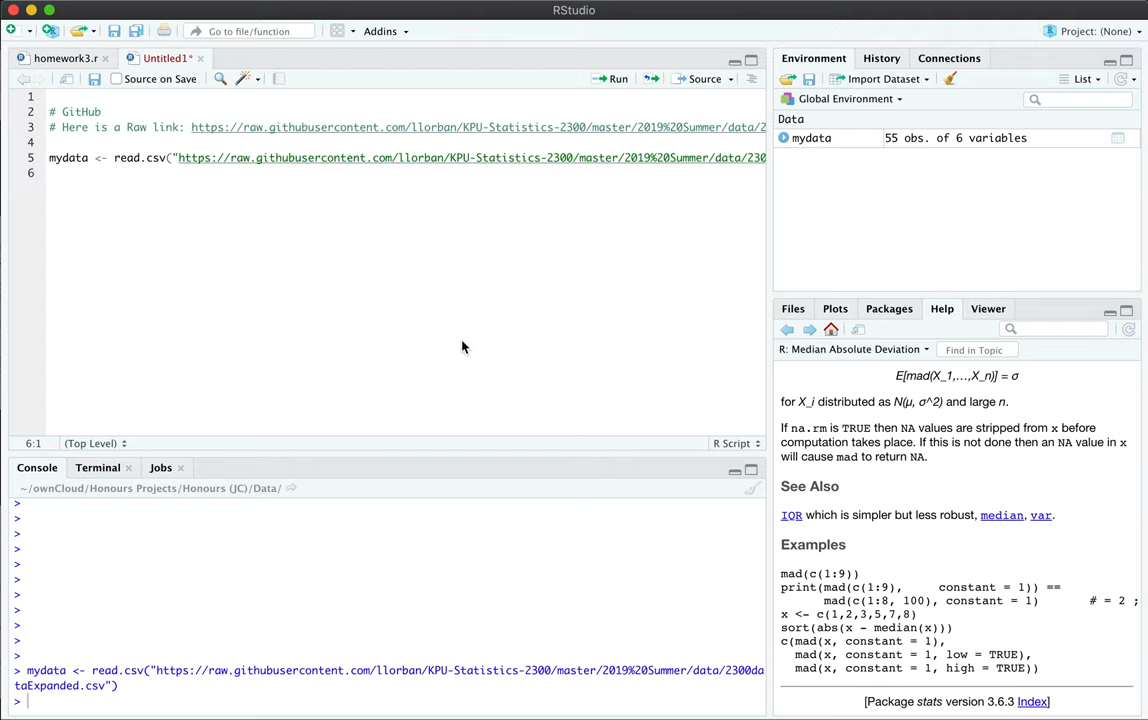 RStudio
Go to file/function
Addins
Project: (None)
homework3.r
Untitled1*
Source on Save
Run
Source
1
2 # GitHub
3 # Here is a Raw link: https://raw.githubusercontent.com/llorban/KPU-Statistics-2300/master/2019%20Summer/data/2
4
5 mydata <- read.csv("https://raw.githubusercontent.com/llorban/KPU-Statistics-2300/master/2019%20Summer/data/230
6
6:1 (Top Level) R Script
Console Terminal Jobs
~/ownCloud/Honours Projects/Honours (JC)/Data/
>
>
>
>
>
>
>
>
>
>
>
> mydata <- read.csv("https://raw.githubusercontent.com/llorban/KPU-Statistics-2300/master/2019%20Summer/data/2300da
taExpanded.csv")
>
Environment History Connections
Import Dataset List
Global Environment
Data
mydata 55 obs. of 6 variables
Files Plots Packages Help Viewer
R: Median Absolute Deviation Find in Topic
E[mad(X_1,…,X_n)] = σ
for X_i distributed as N(μ, σ^2) and large n.
If na.rm is TRUE then NA values are stripped from x before
computation takes place. If this is not done then an NA value in x
will cause mad to return NA.
See Also
IQR which is simpler but less robust, median, var.
Examples
mad(c(1:9))
print(mad(c(1:9), constant = 1)) ==
mad(c(1:8, 100), constant = 1) # = 2 ;
x <- c(1,2,3,5,7,8)
sort(abs(x - median(x)))
c(mad(x, constant = 1),
mad(x, constant = 1, low = TRUE),
mad(x, constant = 1, high = TRUE))
[Package stats version 3.6.3 Index]